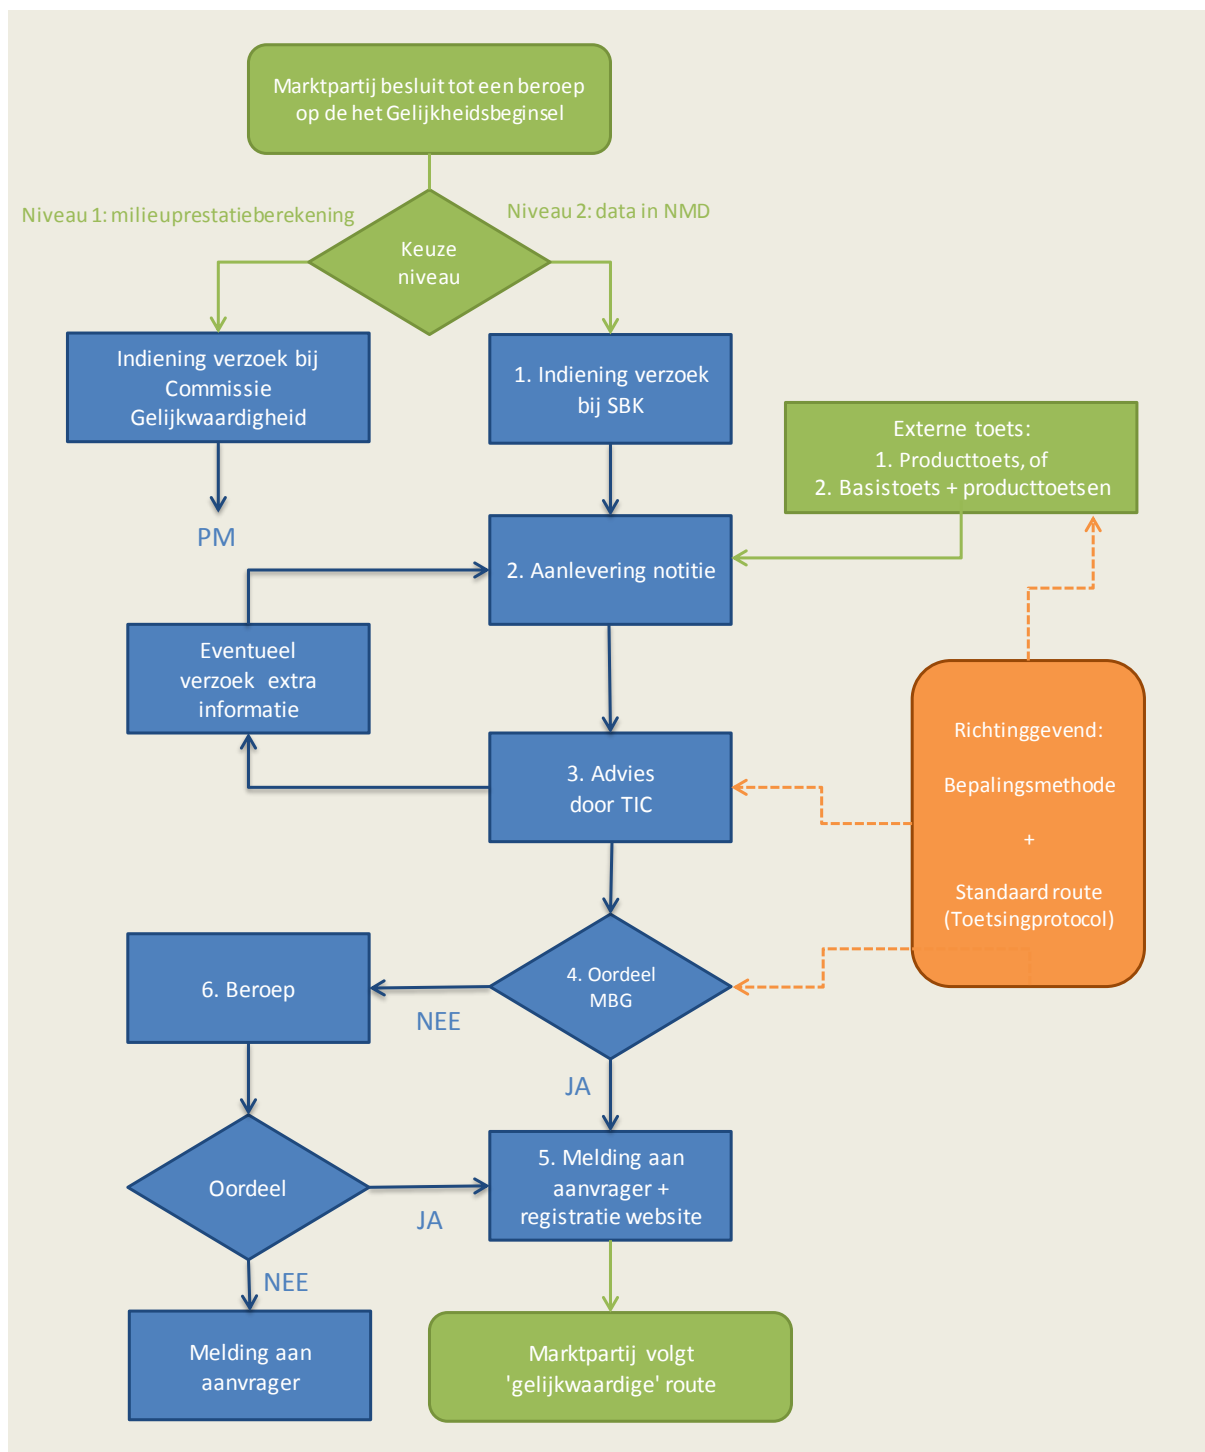 Marktpartij besluit tot een beroep
op de het Gelijkheidsbeginsel
Niveau 1: milieuprestatieberekening
Niveau 2: data in NMD
Keuze
niveau
Indiening verzoek bij
Commissie
Gelijkwaardigheid
1. Indiening verzoek
bij SBK
Externe toets:
1. Producttoets, of
2. Basistoets + producttoetsen
PM
2. Aanlevering notitie
Eventueel
verzoek extra
informatie
Richtinggevend:
Bepalingsmethode
+
Standaard route
(Toetsingprotocol)
3. Advies
door TIC
4. Oordeel
MBG
6. Beroep
NEE
JA
5. Melding aan
aanvrager +
registratie website
Oordeel
JA
NEE
Melding aan
aanvrager
Marktpartij volgt
'gelijkwaardige' route